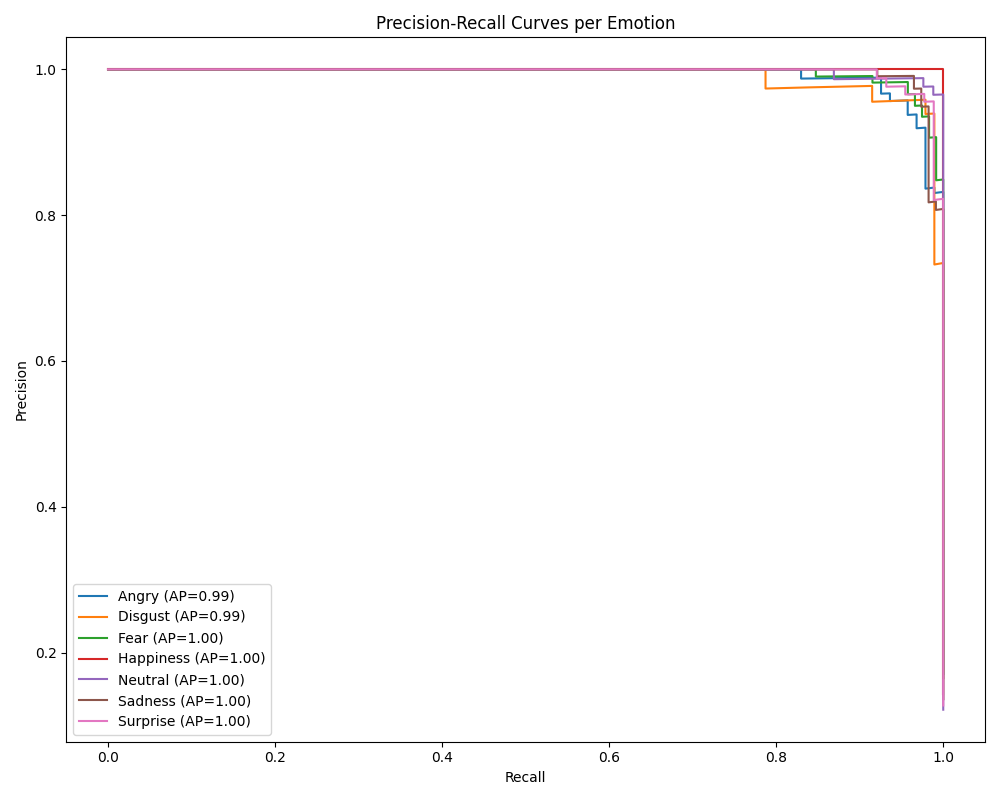 Precision-Recall Curves per Emotion
1.0
0.8
0.6
0.4
0.2
Precision
Angry (AP=0.99)
Disgust (AP=0.99)
Fear (AP=1.00)
Happiness (AP=1.00)
Neutral (AP=1.00)
Sadness (AP=1.00)
Surprise (AP=1.00)
0.0 0.2 0.4 0.6 0.8 1.0
Recall